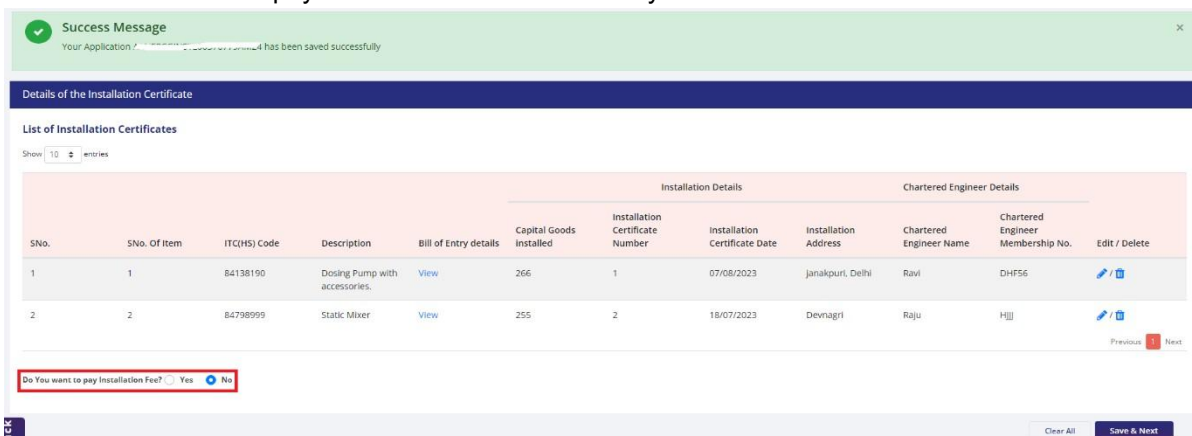 Success Message
×
Your Application has been saved successfully
Details of the Installation Certificate
List of Installation Certificates
Show 10 entries
Installation Details Chartered Engineer Details
SNo. SNo. Of Item ITC(HS) Code Description Bill of Entry details Capital Goods installed Installation Certificate Number Installation Certificate Date Installation Address Chartered Engineer Name Chartered Engineer Membership No. Edit / Delete
1 1 84138190 Dosing Pump with accessories. View 266 1 07/08/2023 janakpuri, Delhi Ravi DHF56 /
2 2 84798999 Static Mixer View 255 2 18/07/2023 Devnagri Raju HJJJ /
Previous 1 Next
Do You want to pay Installation Fee? Yes No
Clear All Save & Next